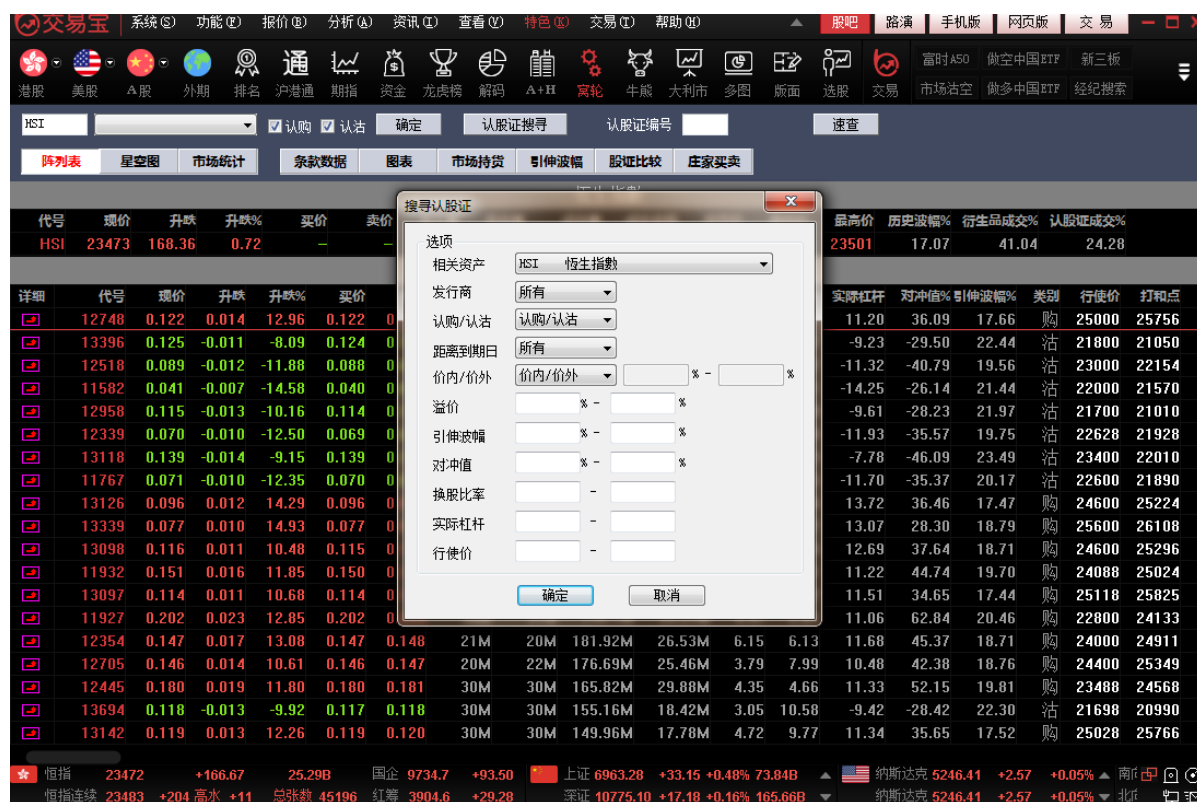 交易宝 系统(S) 功能(F) 报价(B) 分析(A) 资讯(I) 查看(V) 特色(K) 交易(T) 帮助(H) 股吧 路演 手机版 网页版 交 易
富时A50 做空中国ETF 新三板
港股 美股 A股 外期 排名 沪港通 期指 资金 龙虎榜 解码 A+H 窝轮 牛熊 大利市 多图 版面 选股 交易 市场沽空 做多中国ETF 经纪搜索
HSI 认购 认沽 确定 认股证搜寻 认股证编号 速查
阵列表 星空图 市场统计 条款数据 图表 市场持货 引伸波幅 股证比较 庄家买卖
搜寻认股证
代号 现价 升跌 升跌% 买价 卖价 最高价 历史波幅% 衍生品成交% 认股证成交%
HSI 23473 168.36 0.72 – – 23501 17.07 41.04 24.28
选项
相关资产 HSI 恆生指數
发行商 所有
认购/认沽 认购/认沽
距离到期日 所有
价内/价外 价内/价外 % – %
溢价 % – %
引伸波幅 % – %
对冲值 % – %
换股比率 –
实际杠杆 –
行使价 –
确定 取消
详细 代号 现价 升跌 升跌% 买价 实际杠杆 对冲值% 引伸波幅% 类别 行使价 打和点
12748 0.122 0.014 12.96 0.122 0 11.20 36.09 17.66 购 25000 25756
13396 0.125 -0.011 -8.09 0.124 0 -9.23 -29.50 22.44 沽 21800 21050
12518 0.089 -0.012 -11.88 0.088 0 -11.32 -40.79 19.56 沽 23000 22154
11582 0.041 -0.007 -14.58 0.040 0 -14.25 -26.14 21.44 沽 22000 21570
12958 0.115 -0.013 -10.16 0.114 0 -9.61 -28.23 21.97 沽 21700 21010
12339 0.070 -0.010 -12.50 0.069 0 -11.93 -35.57 19.75 沽 22628 21928
13118 0.139 -0.014 -9.15 0.139 0 -7.78 -46.09 23.49 沽 23400 22010
11767 0.071 -0.010 -12.35 0.070 0 -11.70 -35.37 20.17 沽 22600 21890
13126 0.096 0.012 14.29 0.096 0 13.72 36.46 17.47 购 24600 25224
13339 0.077 0.010 14.93 0.077 0 13.07 28.30 18.79 购 25600 26108
13098 0.116 0.011 10.48 0.115 0 12.69 37.64 18.71 购 24600 25296
11932 0.151 0.016 11.85 0.150 0 11.22 44.74 19.70 购 24088 25024
13097 0.114 0.011 10.68 0.114 0 11.51 34.65 17.44 购 25118 25825
11927 0.202 0.023 12.85 0.202 0 11.06 62.84 20.46 购 22800 24133
12354 0.147 0.017 13.08 0.147 0.148 21M 20M 181.92M 26.53M 6.15 6.13 11.68 45.37 18.71 购 24000 24911
12705 0.146 0.014 10.61 0.146 0.147 20M 22M 176.69M 25.46M 3.79 7.99 10.48 42.38 18.76 购 24400 25349
12445 0.180 0.019 11.80 0.180 0.181 30M 30M 165.82M 29.88M 4.35 4.66 11.33 52.15 19.81 购 23488 24568
13694 0.118 -0.013 -9.92 0.117 0.118 30M 30M 155.16M 18.42M 3.05 10.58 -9.42 -28.42 22.30 沽 21698 20990
13142 0.119 0.013 12.26 0.119 0.120 30M 30M 149.96M 17.78M 4.72 9.77 11.34 35.65 17.52 购 25028 25766
恒指 23472 +166.67 25.29B 国企 9734.7 +93.50 上证 6963.28 +33.15 +0.48% 73.84B 纳斯达克 5246.41 +2.57 +0.05%
恒指连续 23483 +204 高水 +11 总张数 45196 红筹 3904.6 +29.28 深证 10775.10 +17.18 +0.16% 165.66B 纳斯达克 5246.41 +2.57 +0.05%